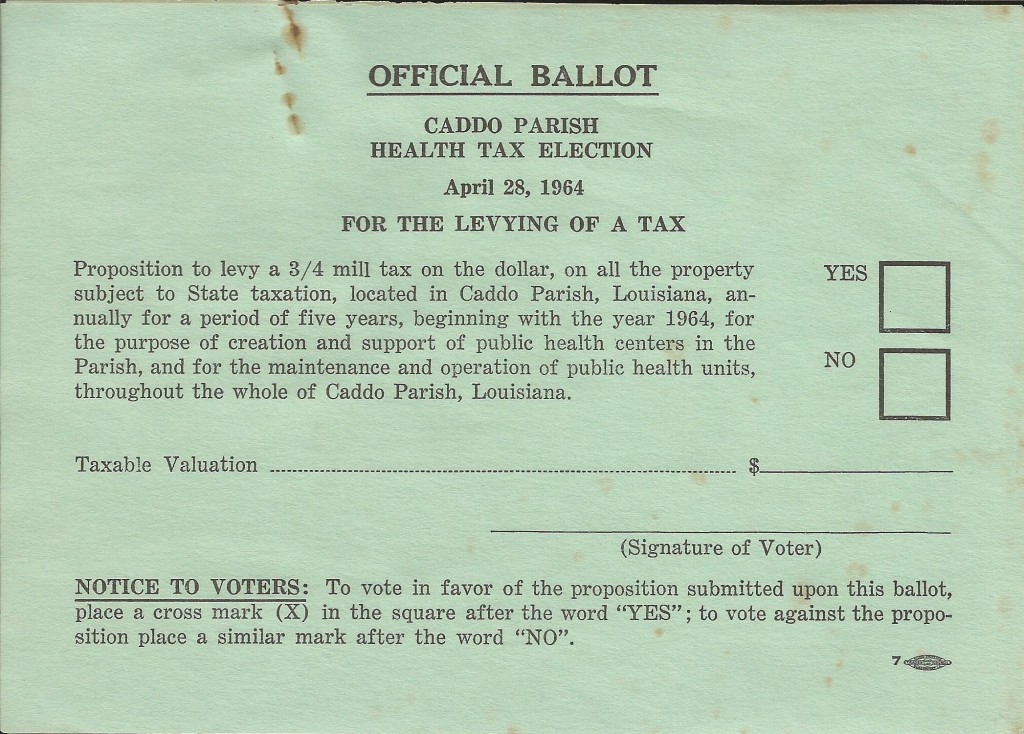 OFFICIAL BALLOT
CADDO PARISH
HEALTH TAX ELECTION
April 28, 1964
FOR THE LEVYING OF A TAX
Proposition to levy a 3/4 mill tax on the dollar, on all the property
subject to State taxation, located in Caddo Parish, Louisiana, an-
nually for a period of five years, beginning with the year 1964, for
the purpose of creation and support of public health centers in the
Parish, and for the maintenance and operation of public health units,
throughout the whole of Caddo Parish, Louisiana.
YES
NO
Taxable Valuation ........................ $
(Signature of Voter)
NOTICE TO VOTERS: To vote in favor of the proposition submitted upon this ballot,
place a cross mark (X) in the square after the word “YES”; to vote against the propo-
sition place a similar mark after the word “NO”.
7